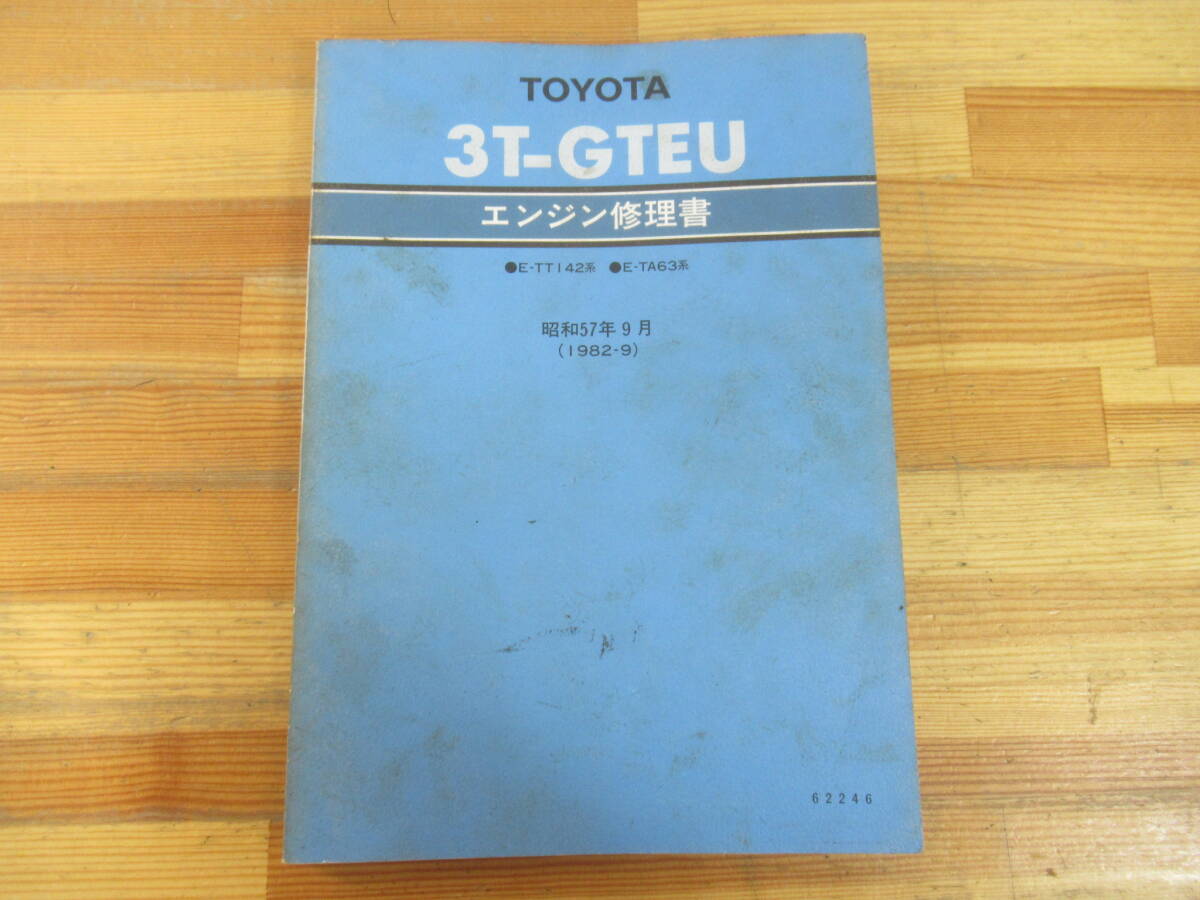 TOYOTA
3T-GTEU
エンジン修理書
●E-TT142系 ●E-TA63系
昭和57年9月
(1982-9)
62246